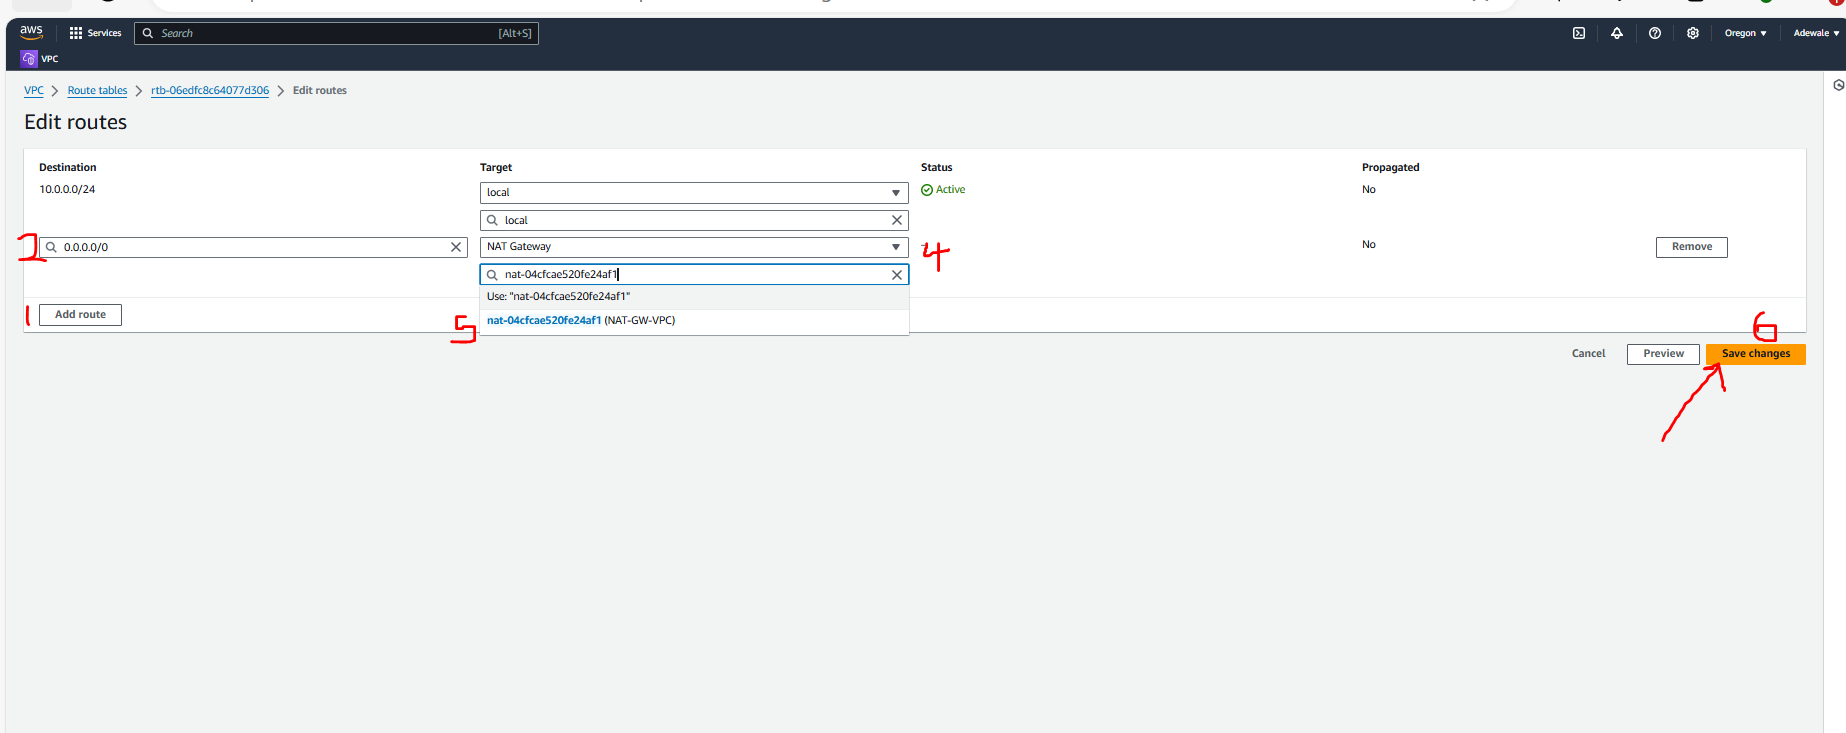 aws Services Search [Alt+S] Oregon Adewale
VPC
VPC Route tables rtb-06edfc8c64077d306 Edit routes
Edit routes
Destination Target Status Propagated
10.0.0.0/24 local Active No
local
0.0.0.0/0 NAT Gateway - 4 No Remove
nat-04cfcae520fe24af1
Use: "nat-04cfcae520fe24af1"
1 Add route
5 nat-04cfcae520fe24af1 (NAT-GW-VPC)
6
Cancel Preview Save changes